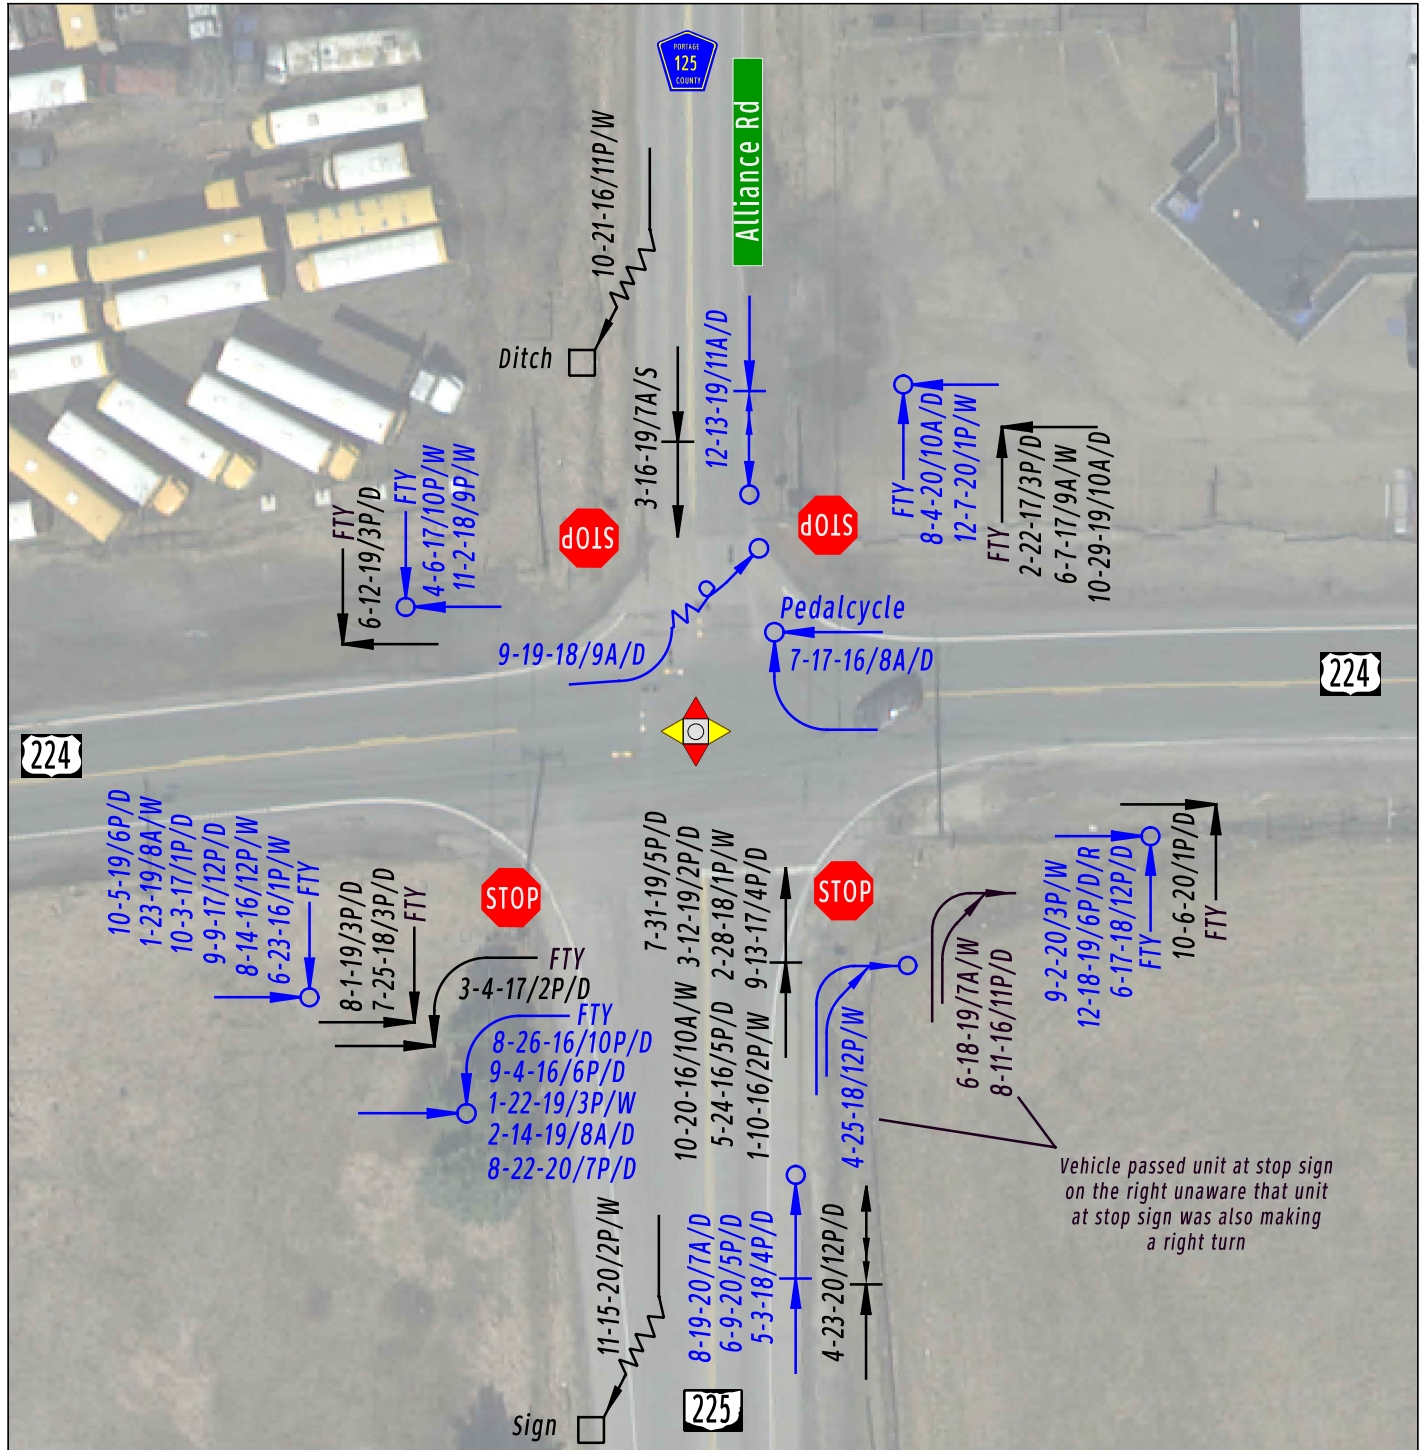 PORTAGE
125
COUNTY
Alliance Rd
10-21-16/11P/W
Ditch
3-16-19/7A/S
12-13-19/11A/D
FTY
8-4-20/10A/D
12-7-20/1P/W
FTY
2-22-17/3P/D
6-7-17/9A/W
10-29-19/10A/D
FTY
6-12-19/3P/D
FTY
4-6-17/10P/W
11-2-18/9P/W
STOP
STOP
9-19-18/9A/D
Pedalcycle
7-17-16/8A/D
224
224
10-5-19/6P/D
1-23-19/8A/W
10-3-17/1P/D
9-9-17/12P/D
8-14-16/12P/W
6-23-16/1P/W
FTY
8-1-19/3P/D
7-25-18/3P/D
FTY
STOP
FTY
3-4-17/2P/D
FTY
8-26-16/10P/D
9-4-16/6P/D
1-22-19/3P/W
2-14-19/8A/D
8-22-20/7P/D
7-31-19/5P/D
10-20-16/10A/W 3-12-19/2P/D
5-24-16/5P/D 2-28-18/1P/W
1-10-16/2P/W 9-13-17/4P/D
STOP
4-25-18/12P/W
6-18-19/7A/W
8-11-16/11P/D
9-2-20/3P/W
12-18-19/6P/D/R
6-17-18/12P/D
FTY
10-6-20/1P/D
FTY
Vehicle passed unit at stop sign
on the right unaware that unit
at stop sign was also making
a right turn
11-15-20/2P/W
Sign
8-19-20/7A/D
6-9-20/5P/D
5-3-18/4P/D
4-23-20/12P/D
225